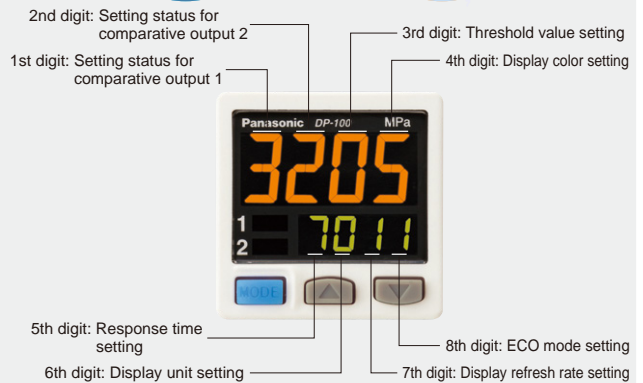 2nd digit: Setting status for
comparative output 2
3rd digit: Threshold value setting
1st digit: Setting status for
comparative output 1
4th digit: Display color setting
Panasonic DP-100 MPa
3205
1
2
7011
MODE
5th digit: Response time
setting
8th digit: ECO mode setting
6th digit: Display unit setting
7th digit: Display refresh rate setting